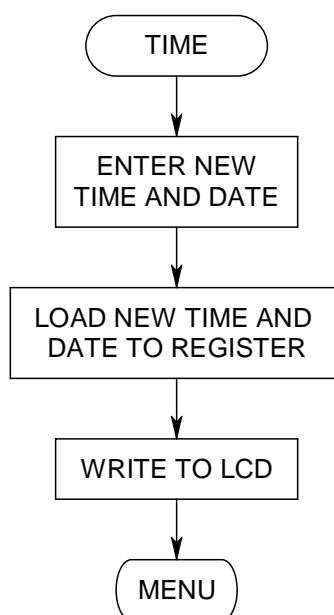 TIME
ENTER NEW
TIME AND DATE
LOAD NEW TIME AND
DATE TO REGISTER
WRITE TO LCD
MENU